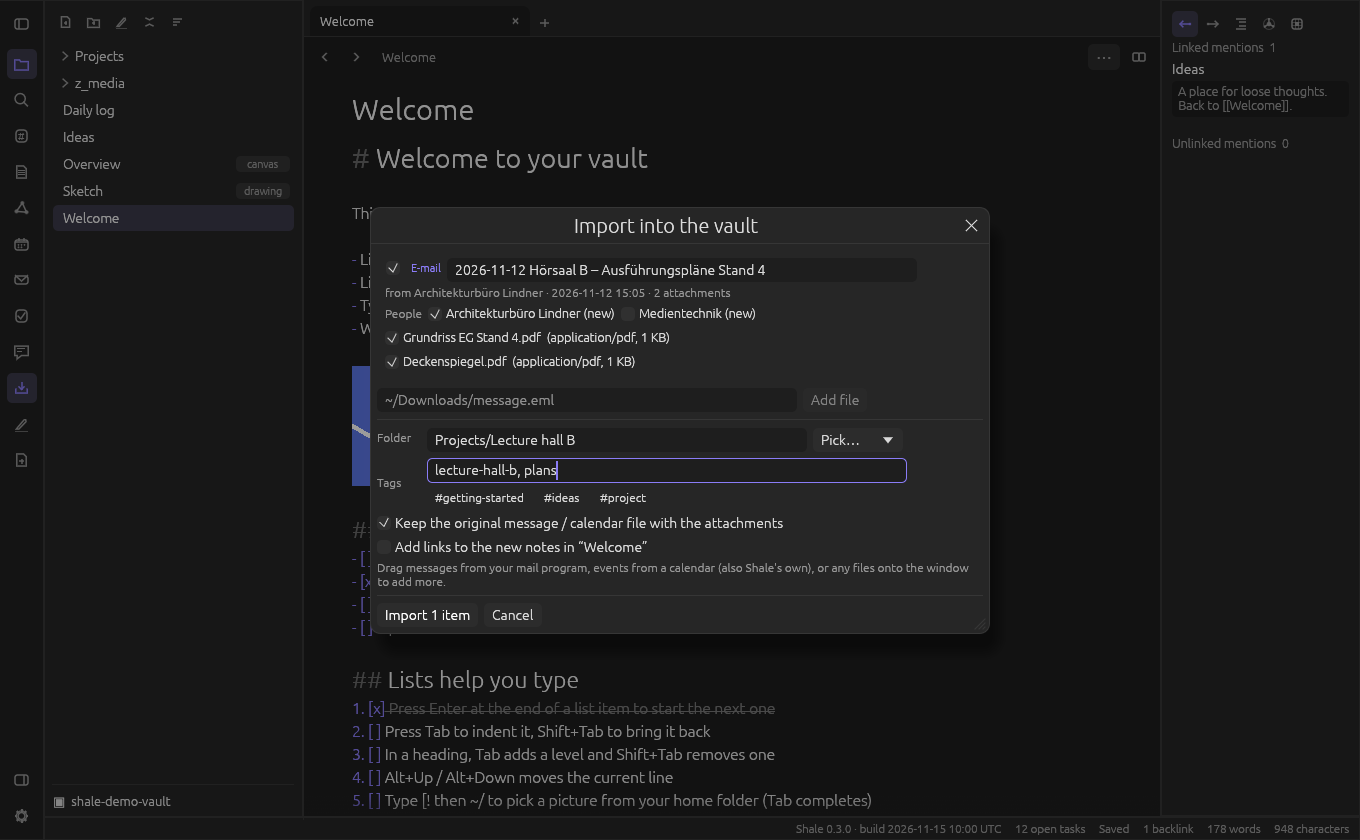 Projects
z_media
Daily log
Ideas
Overview canvas
Sketch drawing
Welcome
shale-demo-vault
Welcome × +
Welcome
Welcome
# Welcome to your vault
Thi
- Li
- Li
- Ty
- W
Import into the vault
E-mail 2026-11-12 Hörsaal B – Ausführungspläne Stand 4
from Architekturbüro Lindner · 2026-11-12 15:05 · 2 attachments
People Architekturbüro Lindner (new) Medientechnik (new)
Grundriss EG Stand 4.pdf (application/pdf, 1 KB)
Deckenspiegel.pdf (application/pdf, 1 KB)
~/Downloads/message.eml Add file
Folder Projects/Lecture hall B Pick…
Tags lecture-hall-b, plans
#getting-started #ideas #project
Keep the original message / calendar file with the attachments
Add links to the new notes in “Welcome”
Drag messages from your mail program, events from a calendar (also Shale's own), or any files onto the window
to add more.
Import 1 item Cancel
##
- [ ]
- [x
- [ ]
- [ ]
## Lists help you type
1. [x] Press Enter at the end of a list item to start the next one
2. [ ] Press Tab to indent it, Shift+Tab to bring it back
3. [ ] In a heading, Tab adds a level and Shift+Tab removes one
4. [ ] Alt+Up / Alt+Down moves the current line
5. [ ] Type [! then ~/ to pick a picture from your home folder (Tab completes)
Linked mentions 1
Ideas
A place for loose thoughts.
Back to [[Welcome]].
Unlinked mentions 0
Shale 0.3.0 · build 2026-11-15 10:00 UTC 12 open tasks Saved 1 backlink 178 words 948 characters